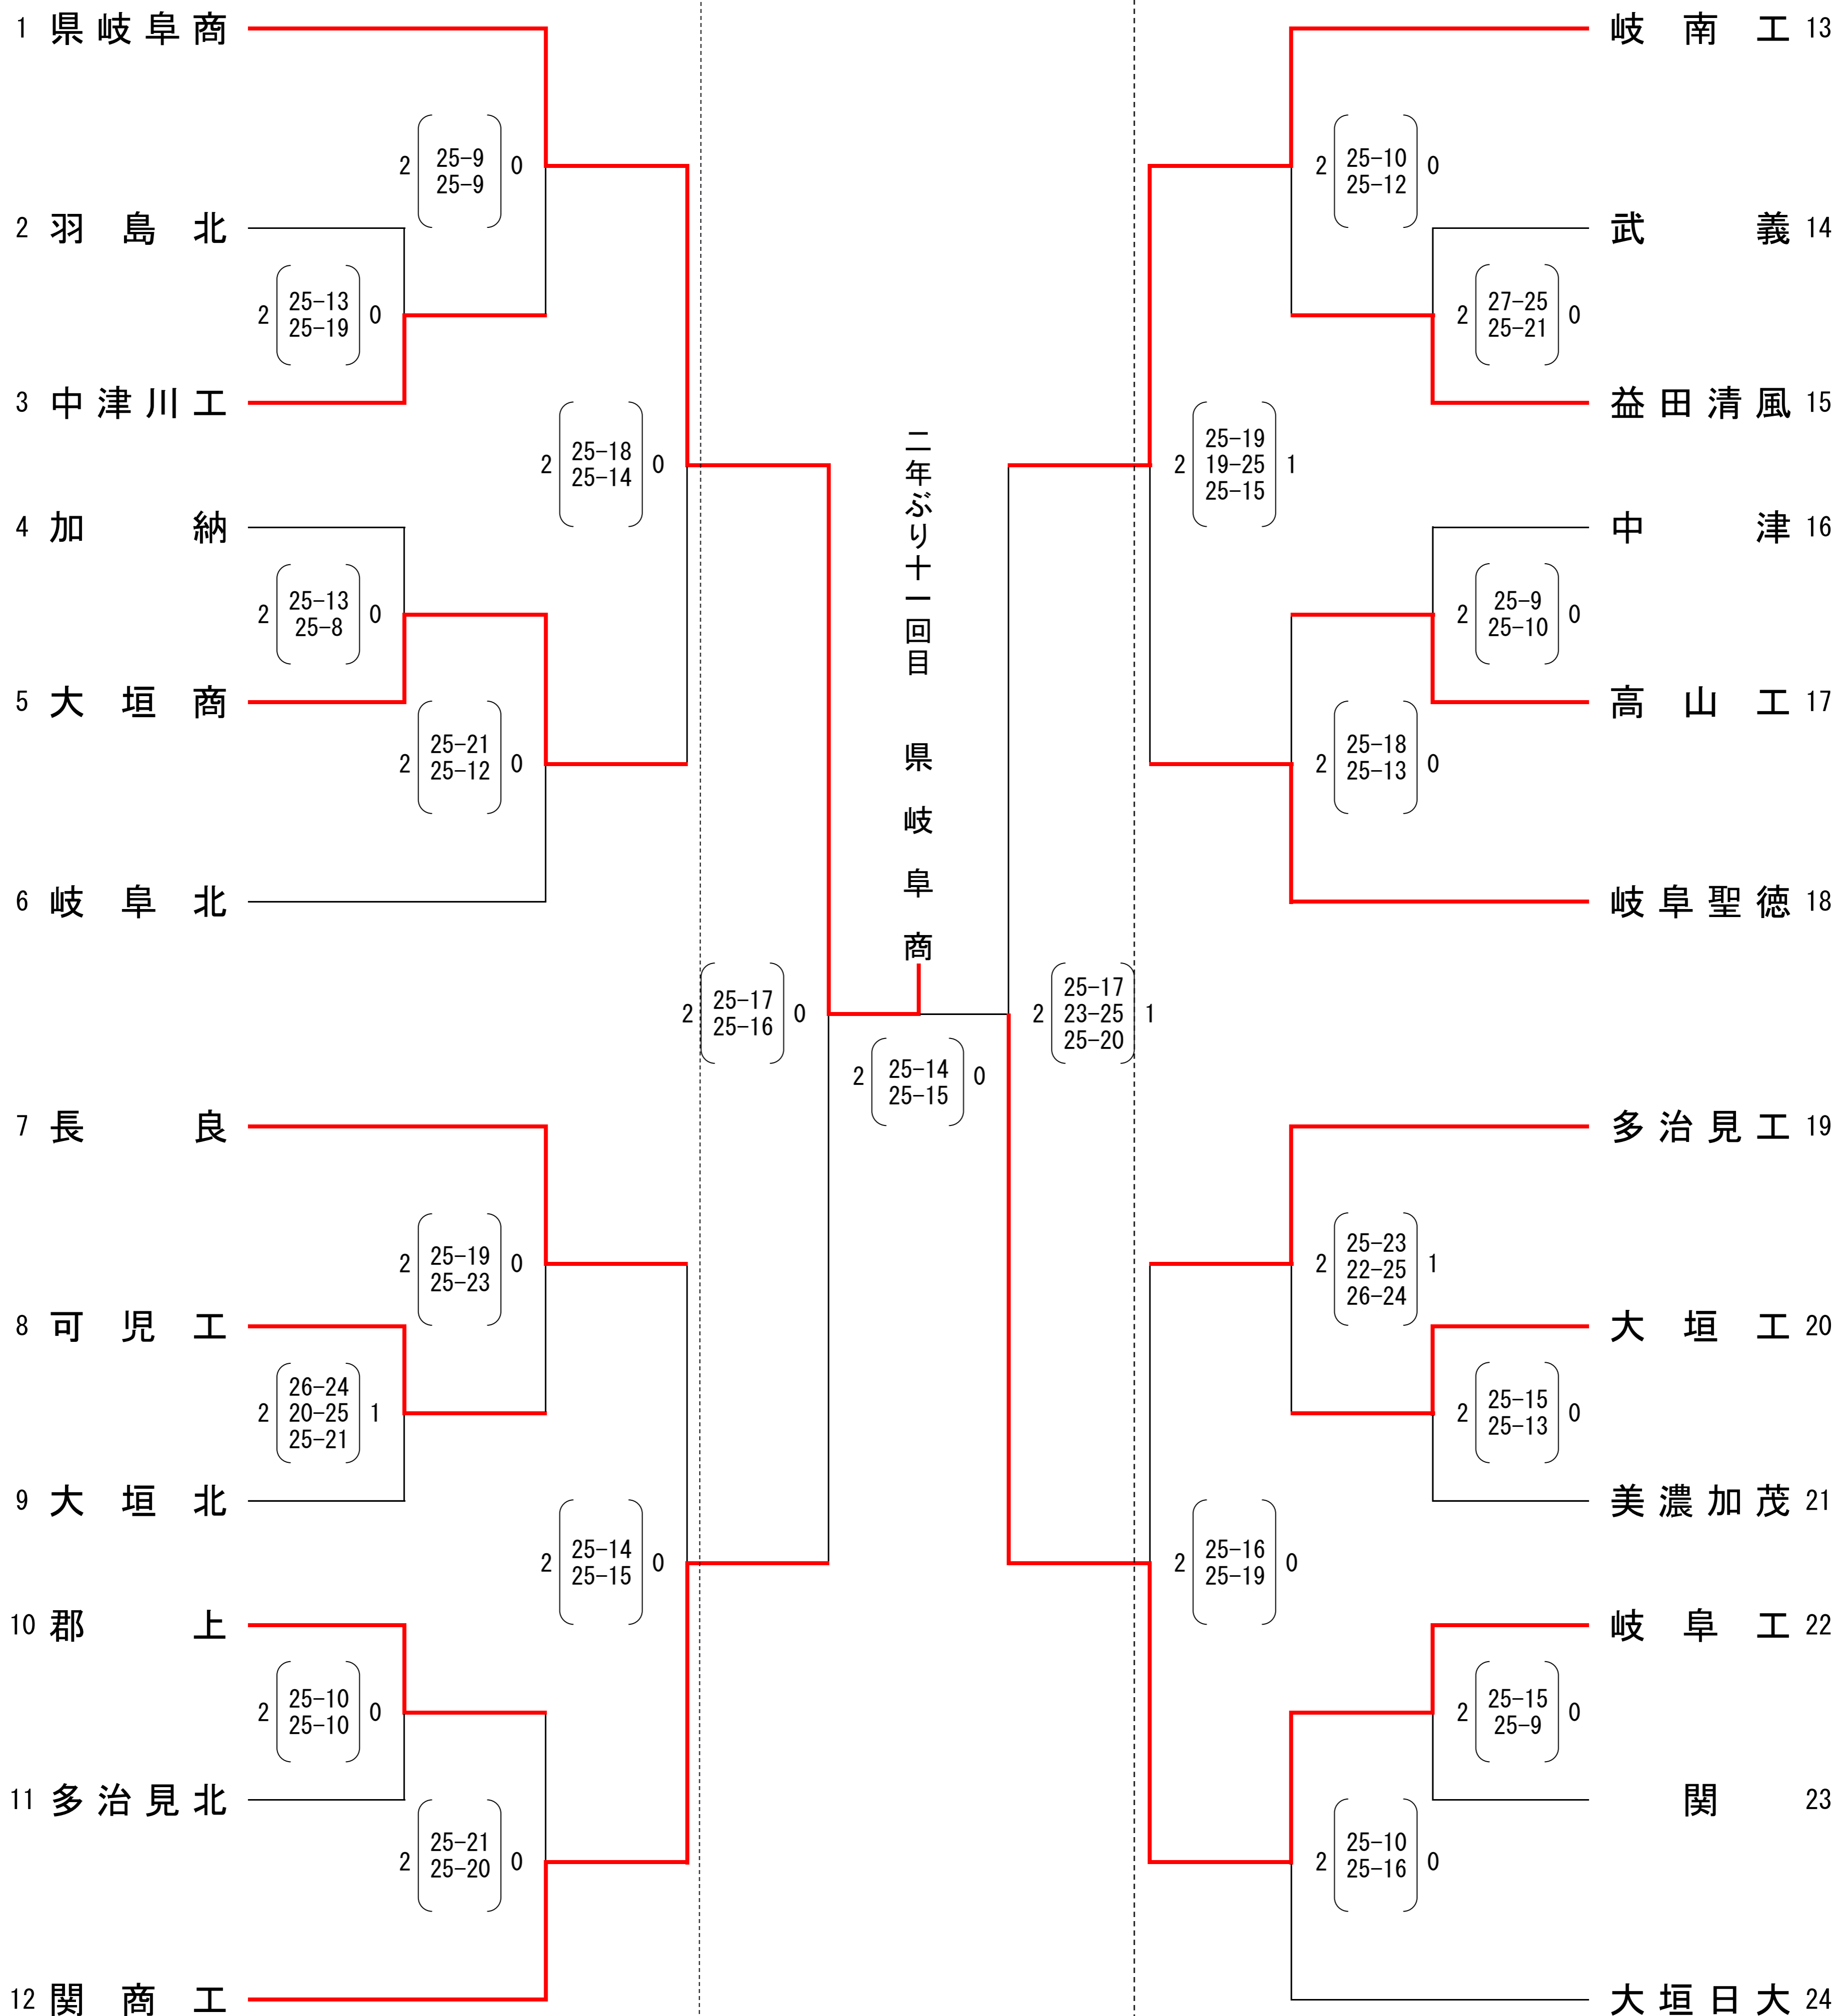 1 県岐阜商
2 25-9 25-9 0
2 羽島北
2 25-13 25-19 0
3 中津川工
2 25-18 25-14 0
4 加納
2 25-13 25-8 0
5 大垣商
2 25-21 25-12 0
6 岐阜北
2 25-17 25-16 0
7 長良
2 25-19 25-23 0
8 可児工
2 26-24 20-25 25-21 1
9 大垣北
2 25-14 25-15 0
10 郡上
2 25-10 25-10 0
11 多治見北
2 25-21 25-20 0
12 関商工
二年ぶり十一回目 県岐阜商
2 25-14 25-15 0
岐南工 13
2 25-10 25-12 0
武義 14
2 27-25 25-21 0
益田清風 15
2 25-19 19-25 25-15 1
中津 16
2 25-9 25-10 0
高山工 17
2 25-18 25-13 0
岐阜聖徳 18
2 25-17 23-25 25-20 1
多治見工 19
2 25-23 22-25 26-24 1
大垣工 20
2 25-15 25-13 0
美濃加茂 21
2 25-16 25-19 0
岐阜工 22
2 25-15 25-9 0
関 23
2 25-10 25-16 0
大垣日大 24